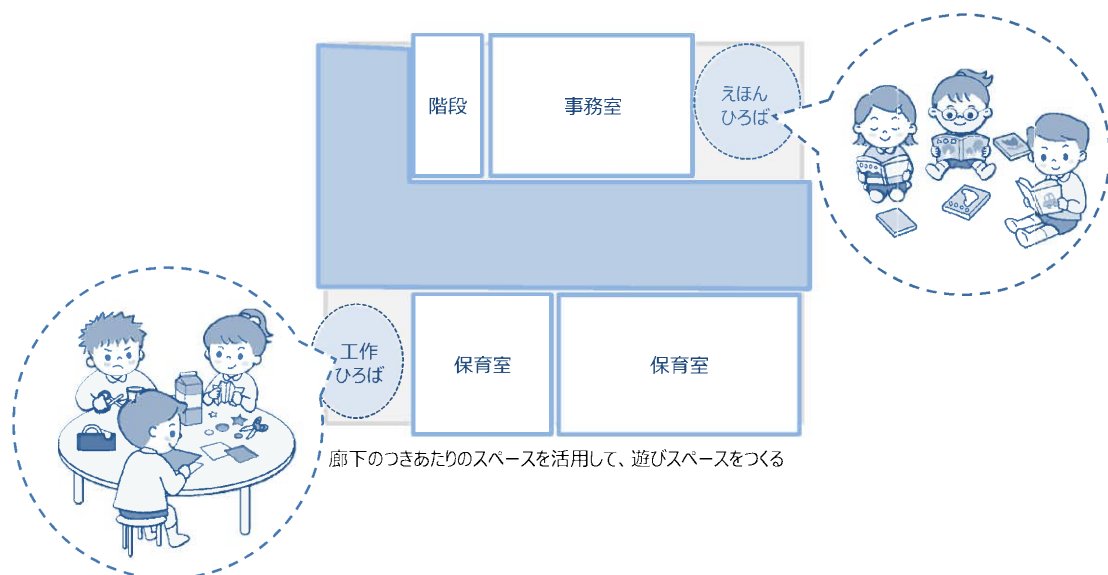 階段
事務室
えほん
ひろば
工作
ひろば
保育室
保育室
廊下のつきあたりのスペースを活用して、遊びスペースをつくる